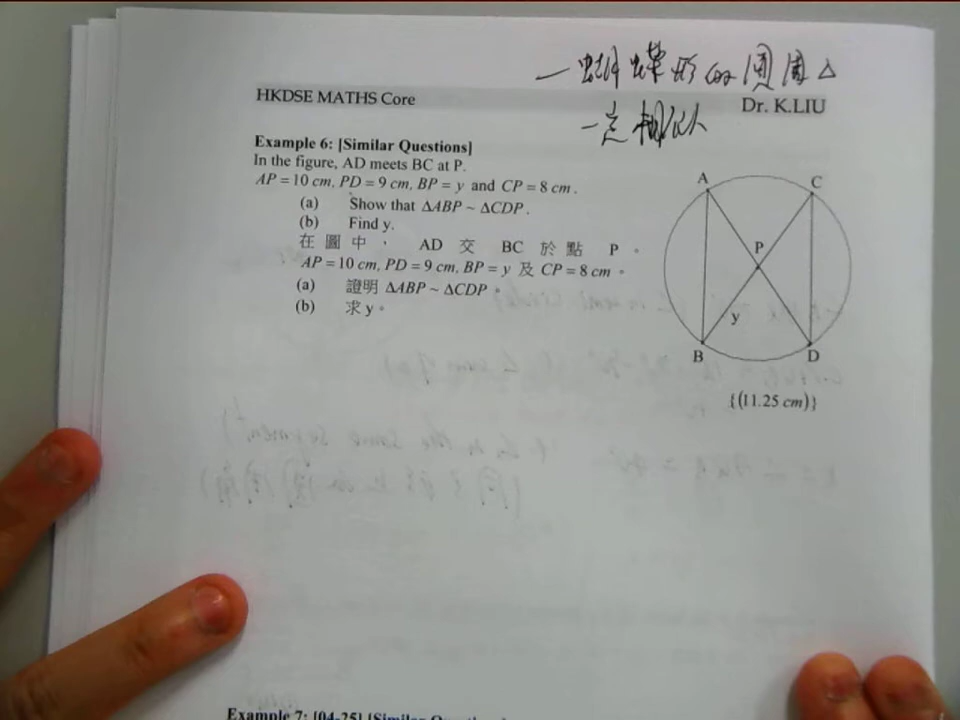 一蝴蝶形的圓周△
一定相似
HKDSE MATHS Core
Dr. K.LIU
Example 6: [Similar Questions]
In the figure, AD meets BC at P.
AP = 10 cm, PD = 9 cm, BP = y and CP = 8 cm.
(a) Show that ΔABP ~ ΔCDP.
(b) Find y.
在圖中，AD 交 BC 於點 P。
AP = 10 cm, PD = 9 cm, BP = y 及 CP = 8 cm。
(a) 證明 ΔABP ~ ΔCDP。
(b) 求 y。
A
C
P
y
B
D
{(11.25 cm)}
Example 7: [04-25] [Similar